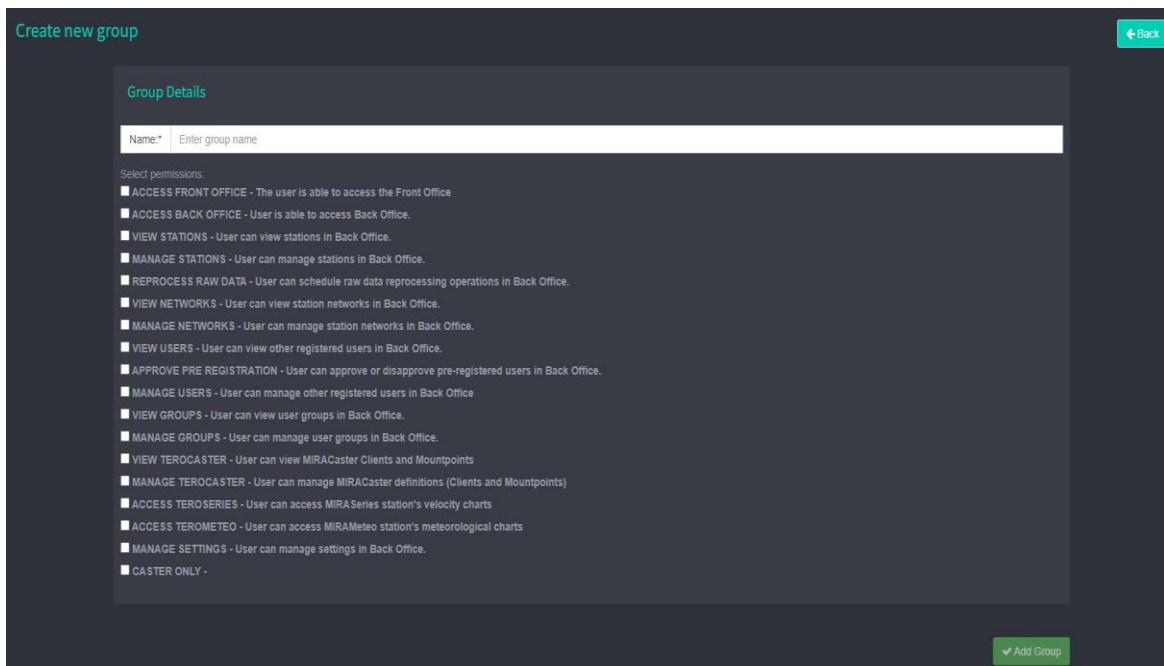 Create new group
Back
Group Details
Name:* Enter group name
Select permissions:
ACCESS FRONT OFFICE - The user is able to access the Front Office
ACCESS BACK OFFICE - User is able to access Back Office.
VIEW STATIONS - User can view stations in Back Office.
MANAGE STATIONS - User can manage stations in Back Office.
REPROCESS RAW DATA - User can schedule raw data reprocessing operations in Back Office.
VIEW NETWORKS - User can view station networks in Back Office.
MANAGE NETWORKS - User can manage station networks in Back Office.
VIEW USERS - User can view other registered users in Back Office.
APPROVE PRE REGISTRATION - User can approve or disapprove pre-registered users in Back Office.
MANAGE USERS - User can manage other registered users in Back Office
VIEW GROUPS - User can view user groups in Back Office.
MANAGE GROUPS - User can manage user groups in Back Office.
VIEW TEROCASTER - User can view MIRACaster Clients and Mountpoints
MANAGE TEROCASTER - User can manage MIRACaster definitions (Clients and Mountpoints)
ACCESS TEROSERIES - User can access MIRASeries station's velocity charts
ACCESS TEROMETEO - User can access MIRAMeteo station's meteorological charts
MANAGE SETTINGS - User can manage settings in Back Office.
CASTER ONLY -
Add Group